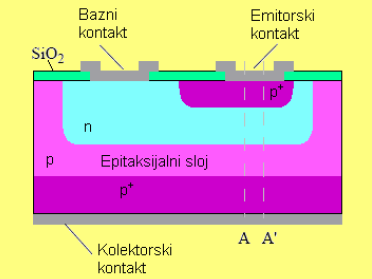 Bazni
kontakt
Emitorski
kontakt
SiO2
p+
n
p
Epitaksijalni sloj
p+
A
A'
Kolektorski
kontakt